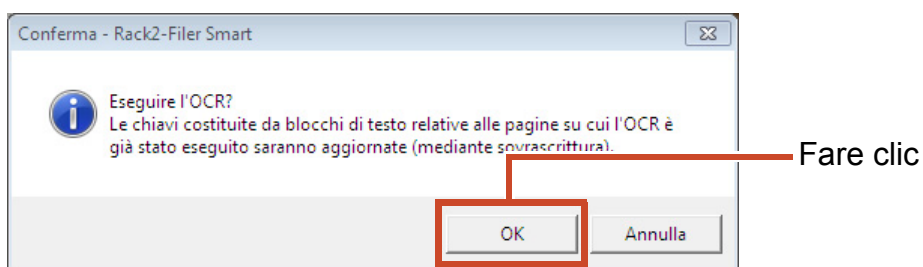 Conferma - Rack2-Filer Smart
Eseguire l'OCR?
Le chiavi costituite da blocchi di testo relative alle pagine su cui l'OCR è
già stato eseguito saranno aggiornate (mediante sovrascrittura).
Fare clic
OK
Annulla